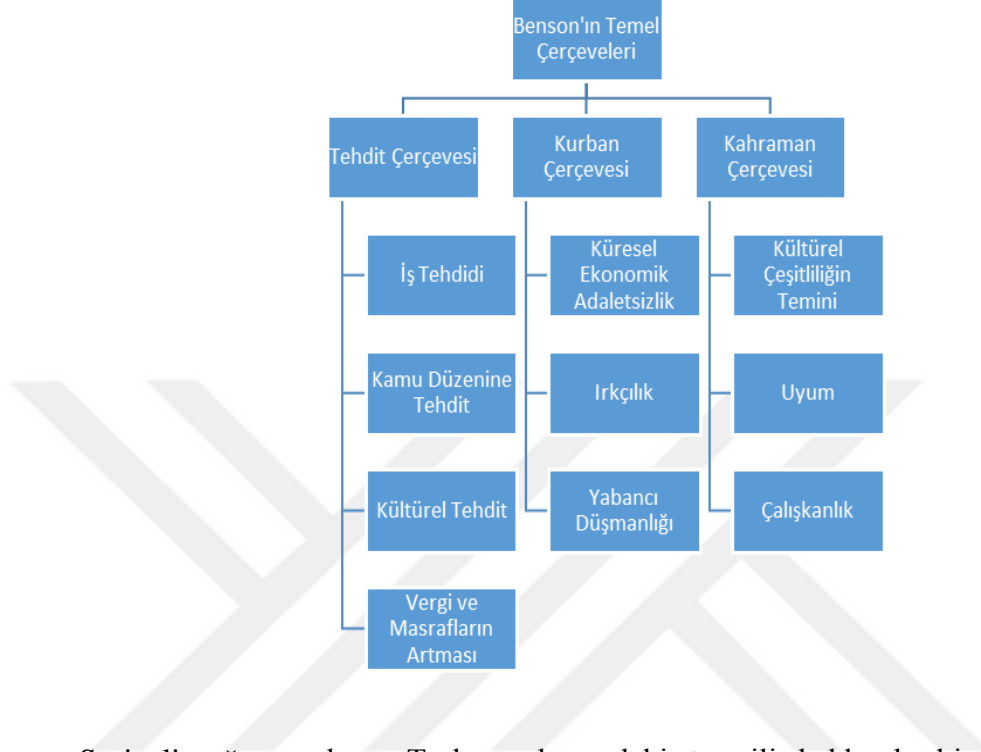 Benson'ın Temel
Çerçeveleri
Tehdit Çerçevesi
Kurban
Çerçevesi
Kahraman
Çerçevesi
İş Tehdidi
Küresel
Ekonomik
Adaletsizlik
Kültürel
Çeşitliliğin
Temini
Kamu Düzenine
Tehdit
Irkçılık
Uyum
Kültürel Tehdit
Yabancı
Düşmanlığı
Çalışkanlık
Vergi ve
Masrafların
Artması